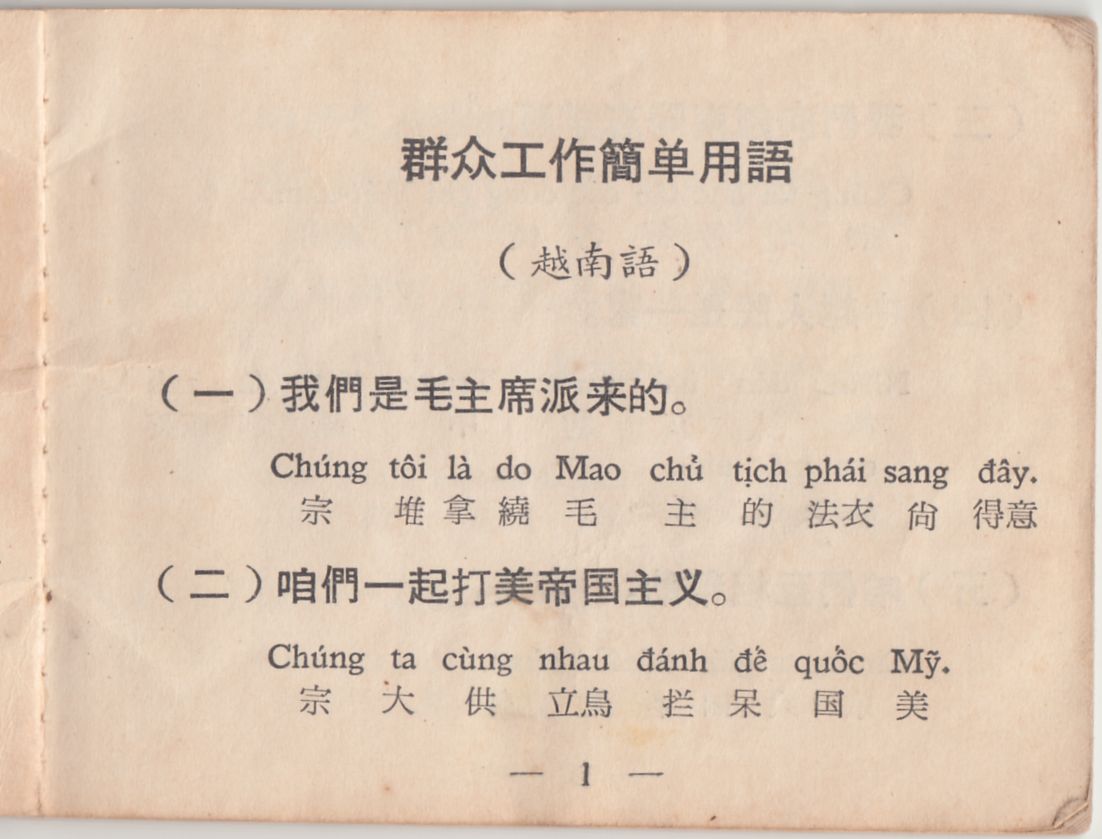 群众工作簡单用語
（越南語）
（一）我們是毛主席派来的。
Chúng tôi là do Mao chủ tịch phái sang đây.
宗 堆 拿 繞 毛 主 的 法衣 尙 得意
（二）咱們一起打美帝国主义。
Chúng ta cùng nhau đánh đế quốc Mỹ.
宗 大 供 立鳥 拦 呆 国 美
— 1 —